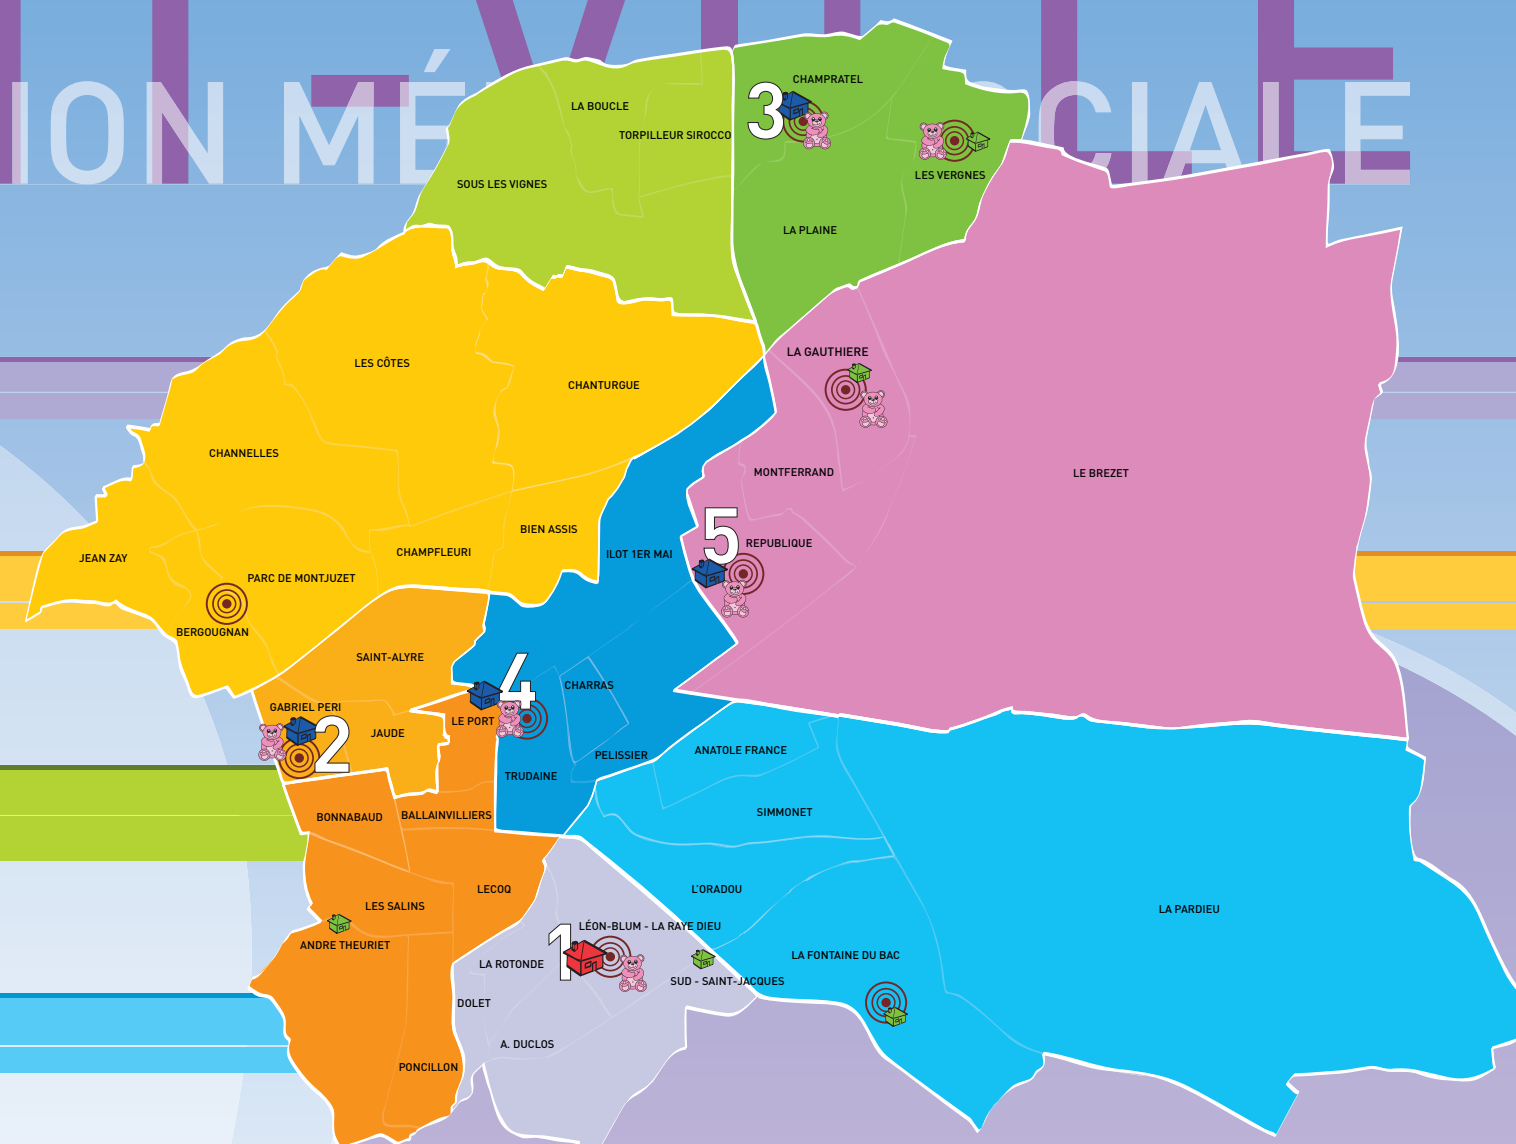 ION MÉ
OCIALE
CHAMPRATEL
LA BOUCLE
3
TORPILLEUR SIROCCO
LES VERGNES
SOUS LES VIGNES
LA PLAINE
LA GAUTHIERE
LES CÔTES
CHANTURGUE
CHANNELLES
MONTFERRAND
LE BREZET
5
BIEN ASSIS
REPUBLIQUE
JEAN ZAY
CHAMPFLEURI
ILOT 1ER MAI
PARC DE MONTJUZET
BERGOUGNAN
SAINT-ALYRE
4
CHARRAS
GABRIEL PERI
LE PORT
2
JAUDE
ANATOLE FRANCE
PELISSIER
TRUDAINE
SIMMONET
BONNABAUD
BALLAINVILLIERS
LECOQ
L'ORADOU
LES SALINS
LA PARDIEU
LÉON-BLUM - LA RAYE DIEU
ANDRE THEURIET
1
LA FONTAINE DU BAC
LA ROTONDE
SUD - SAINT-JACQUES
DOLET
A. DUCLOS
PONCILLON